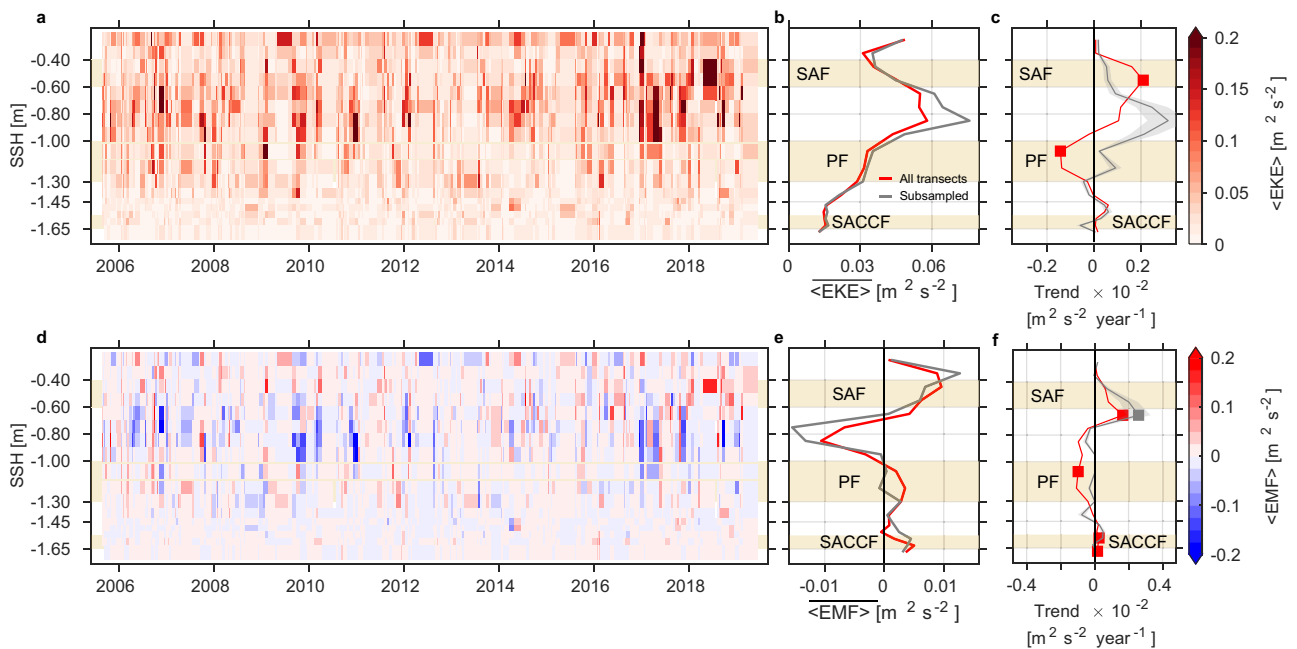 a
SSH [m]
-0.40
-0.60
-0.80
-1.00
-1.30
-1.45
-1.65
2006 2008 2010 2012 2014 2016 2018
b
SAF
PF
All transects
Subsampled
SACCF
0 0.03 0.06
<EKE> [m 2 s -2 ]
c
SAF
PF
SACCF
-0.2 0 0.2
Trend × 10 -2
[m 2 s -2 year -1 ]
0.2
0.15
0.1
0.05
0
<EKE> [m 2 s -2 ]
d
SSH [m]
-0.40
-0.60
-0.80
-1.00
-1.30
-1.45
-1.65
2006 2008 2010 2012 2014 2016 2018
e
SAF
PF
SACCF
-0.01 0 0.01
<EMF> [m 2 s -2 ]
f
SAF
PF
SACCF
-0.4 0 0.4
Trend × 10 -2
[m 2 s -2 year -1 ]
0.2
0.1
0
-0.1
-0.2
<EMF> [m 2 s -2 ]